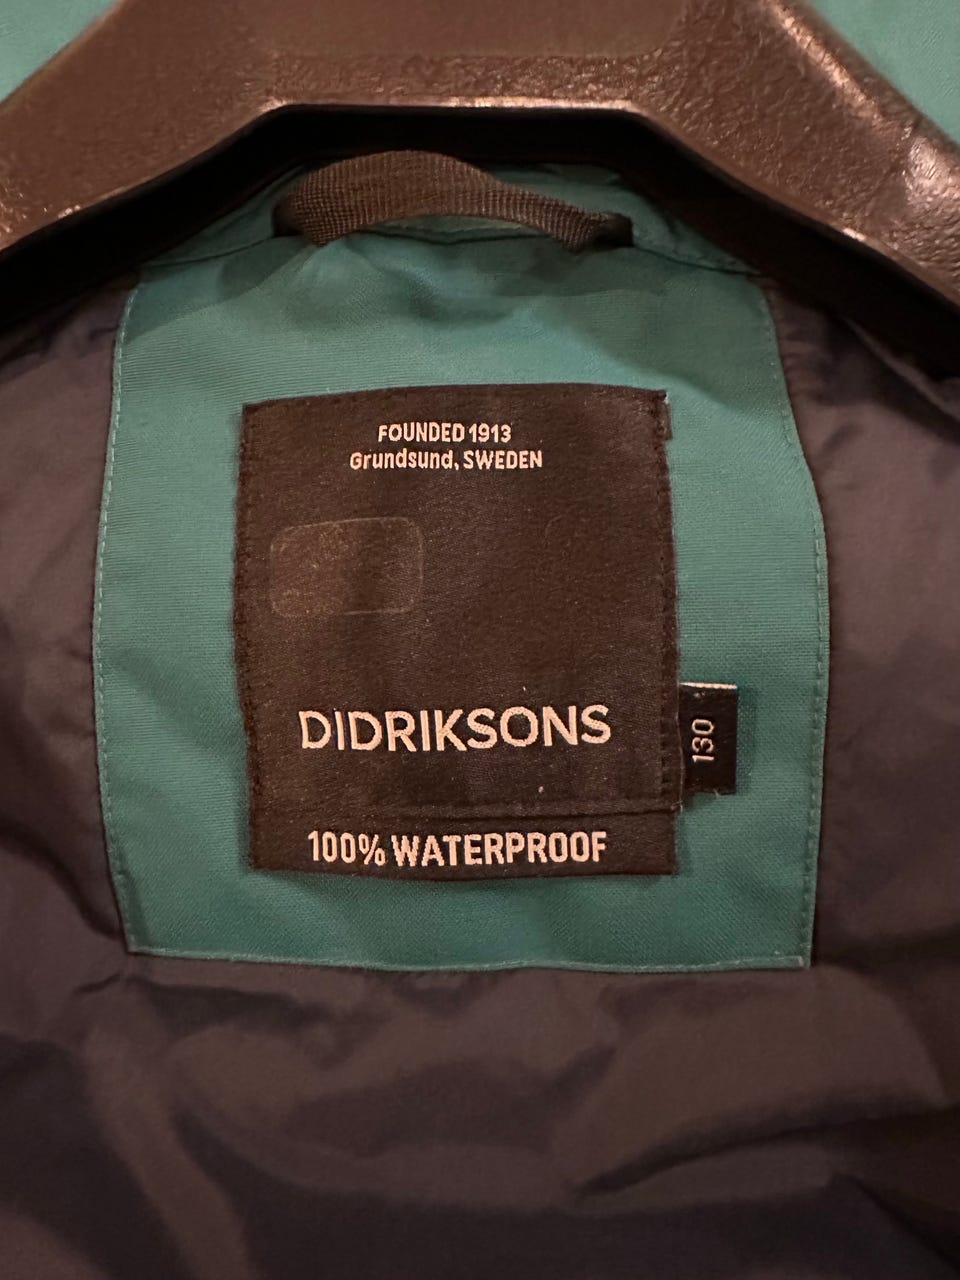 FOUNDED 1913
Grundsund, SWEDEN
DIDRIKSONS
130
100% WATERPROOF